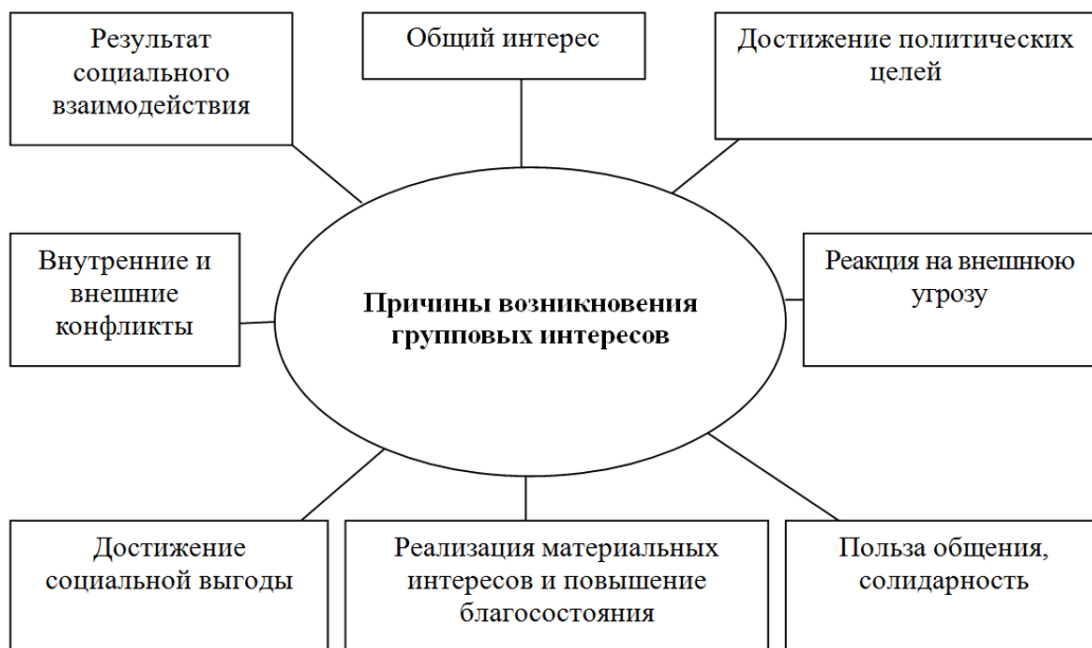 Результат
социального
взаимодействия
Общий интерес
Достижение политических
целей
Внутренние и
внешние
конфликты
Причины возникновения
групповых интересов
Реакция на внешнюю
угрозу
Достижение
социальной выгоды
Реализация материальных
интересов и повышение
благосостояния
Польза общения,
солидарность